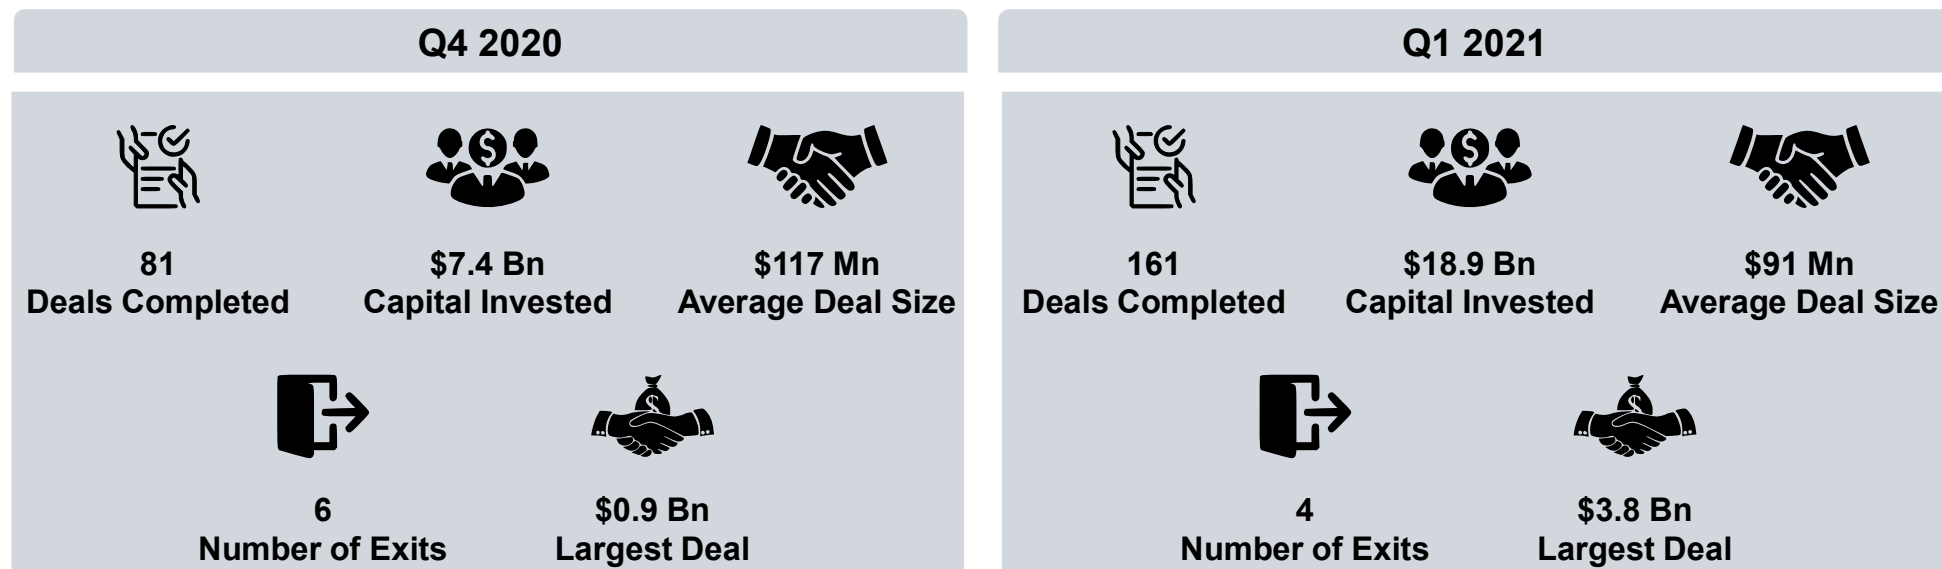 Q4 2020
81
Deals Completed
$7.4 Bn
Capital Invested
$117 Mn
Average Deal Size
6
Number of Exits
$0.9 Bn
Largest Deal
Q1 2021
161
Deals Completed
$18.9 Bn
Capital Invested
$91 Mn
Average Deal Size
4
Number of Exits
$3.8 Bn
Largest Deal